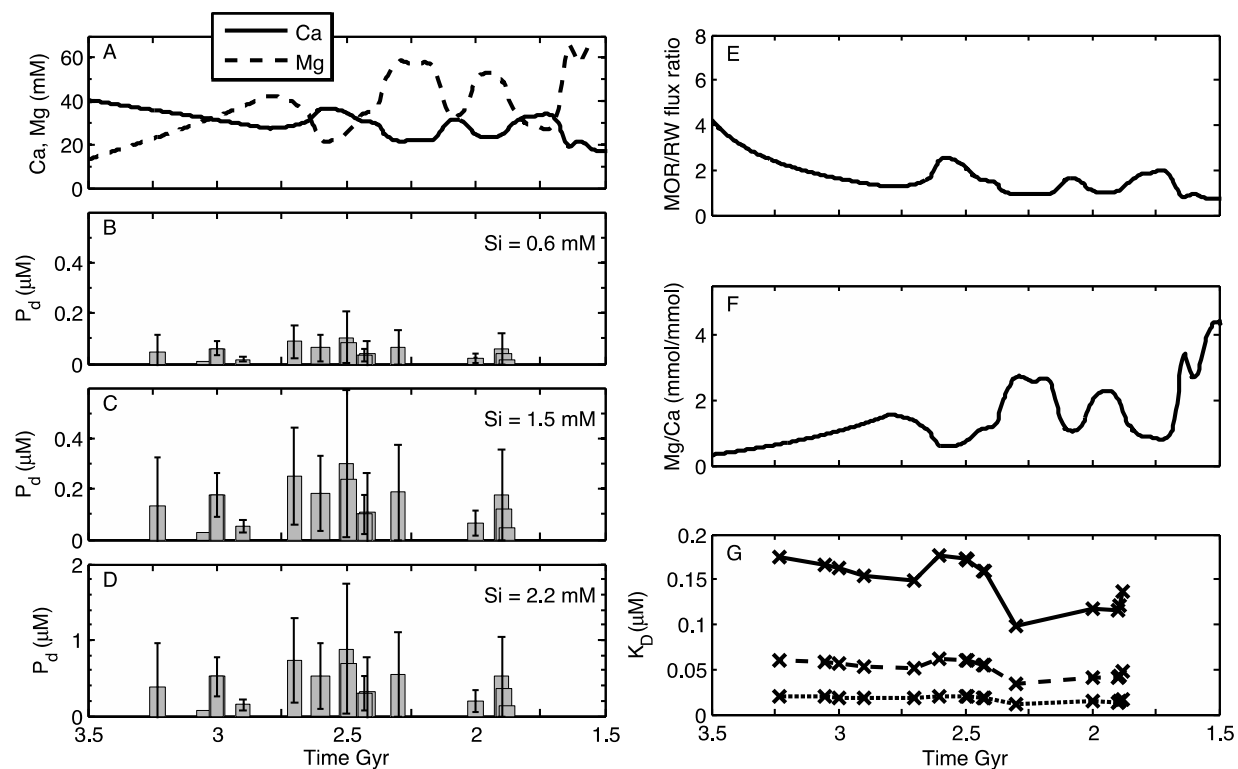 A
Ca
Mg
Ca, Mg (mM)
60
40
20
0
B
Si = 0.6 mM
P_d (μM)
0.4
0.2
0
C
Si = 1.5 mM
P_d (μM)
0.4
0.2
0
D
Si = 2.2 mM
P_d (μM)
2
1
0
3.5
3
2.5
2
1.5
Time Gyr
E
MOR/RW flux ratio
8
6
4
2
0
F
Mg/Ca (mmol/mmol)
4
2
0
G
K_D (μM)
0.2
0.15
0.1
0.05
0
3.5
3
2.5
2
1.5
Time Gyr